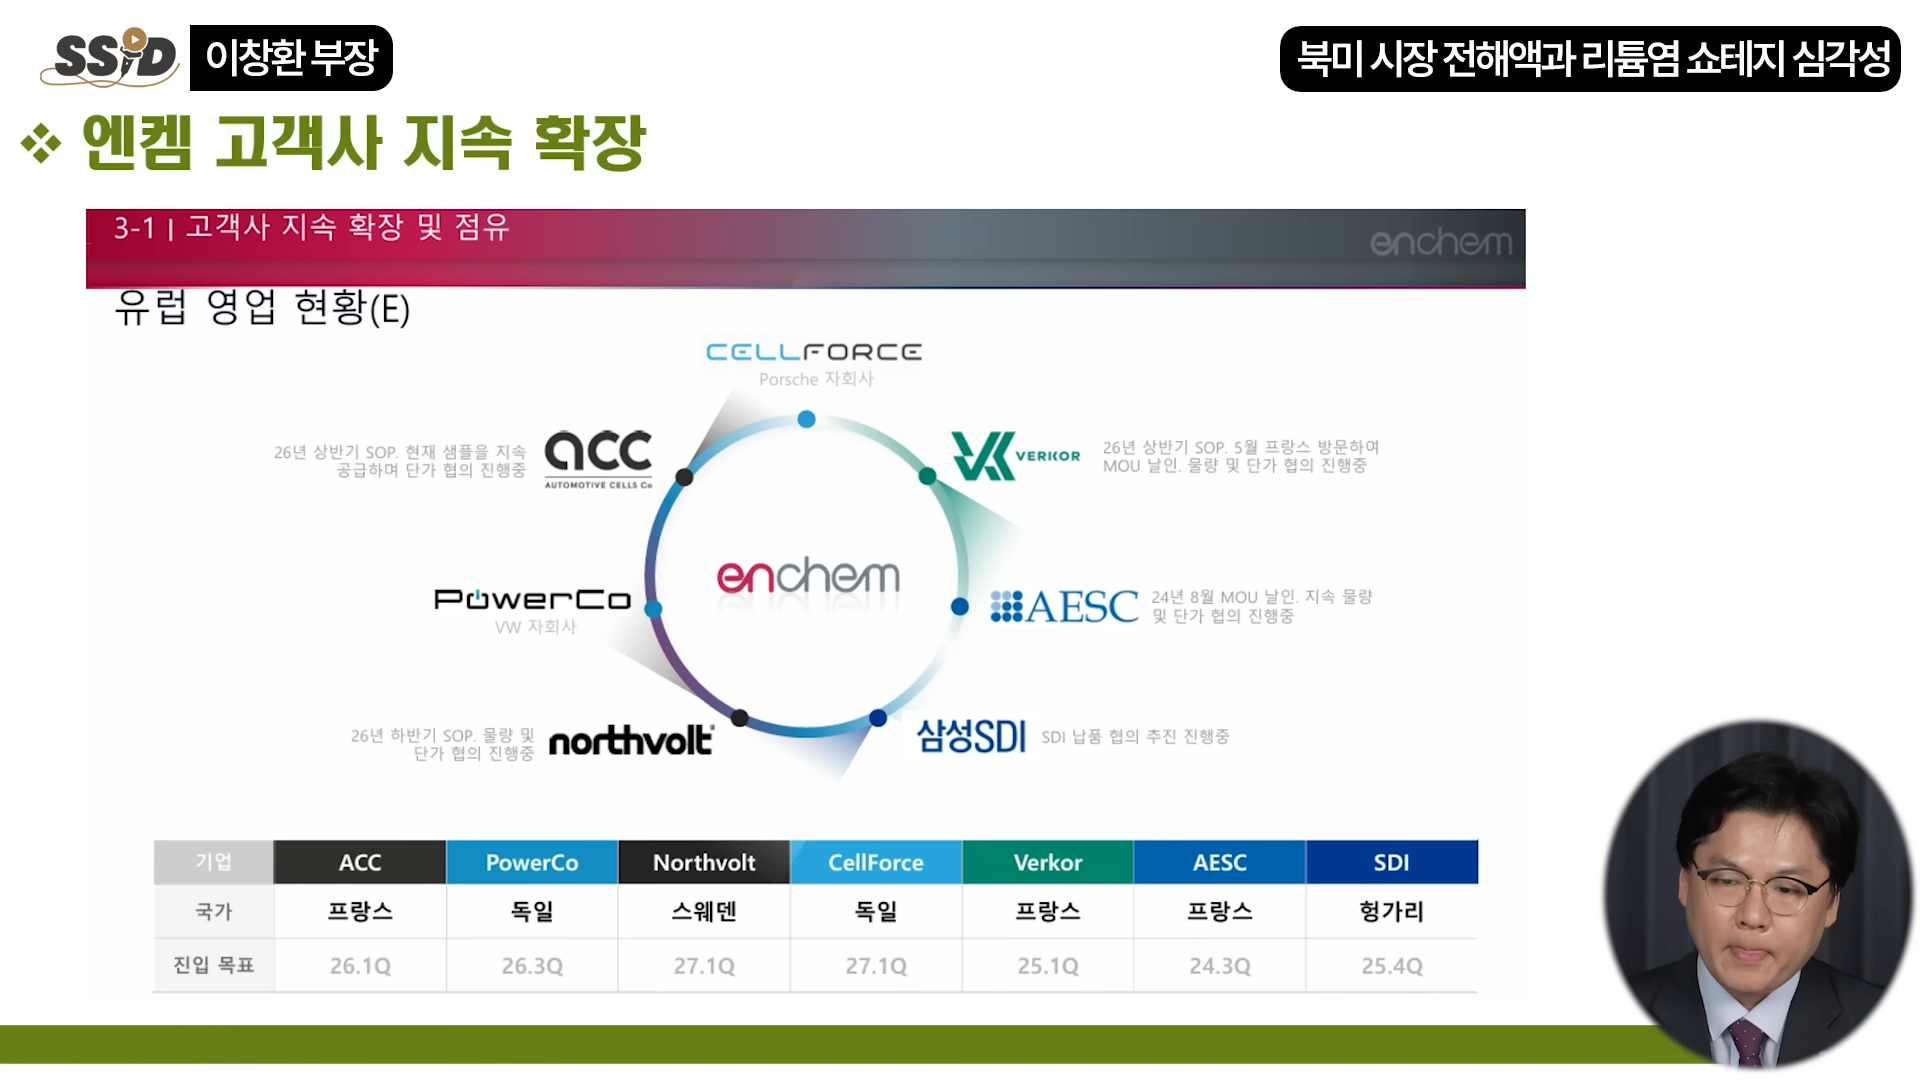 SSiD
이창환 부장
북미 시장 전해액과 리튬염 쇼테지 심각성
❖ 엔켐 고객사 지속 확장
3-1 | 고객사 지속 확장 및 점유
enchem
유럽 영업 현황(E)
CELLFORCE
Porsche 자회사
26년 상반기 SOP. 현재 샘플을 지속
공급하며 단가 협의 진행중
acc
AUTOMOTIVE CELLS Co
VERKOR
26년 상반기 SOP. 5월 프랑스 방문하여
MOU 날인. 물량 및 단가 협의 진행중
enchem
PowerCo
VW 자회사
AESC
24년 8월 MOU 날인. 지속 물량
및 단가 협의 진행중
26년 하반기 SOP. 물량 및
단가 협의 진행중
northvolt
삼성SDI
SDI 납품 협의 추진 진행중
기업 ACC PowerCo Northvolt CellForce Verkor AESC SDI
국가 프랑스 독일 스웨덴 독일 프랑스 프랑스 헝가리
진입 목표 26.1Q 26.3Q 27.1Q 27.1Q 25.1Q 24.3Q 25.4Q